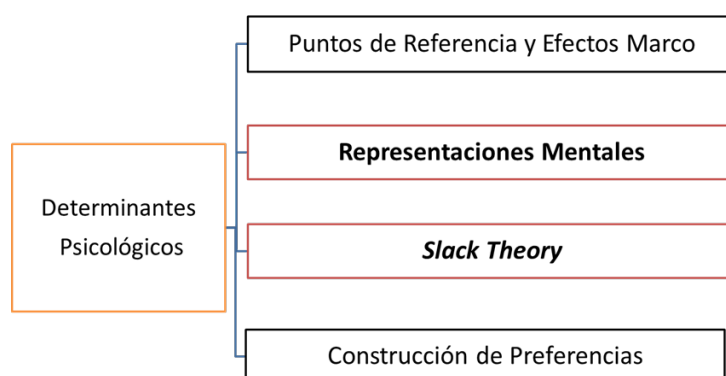 Puntos de Referencia y Efectos Marco
Representaciones Mentales
Determinantes
Psicológicos
Slack Theory
Construcción de Preferencias